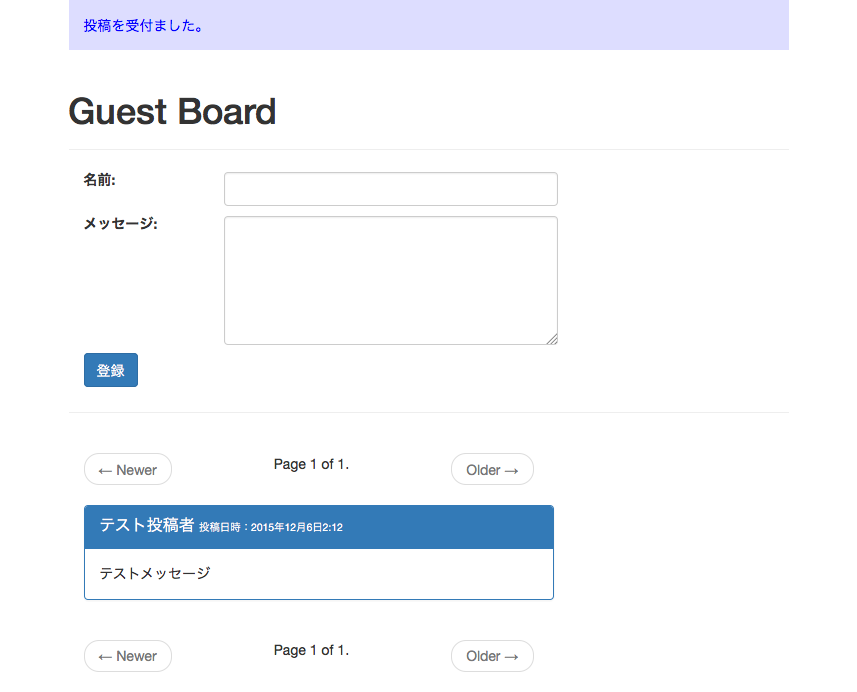 投稿を受付ました。
Guest Board
名前:
メッセージ:
登録
← Newer Page 1 of 1. Older →
テスト投稿者 投稿日時：2015年12月6日2:12
テストメッセージ
← Newer Page 1 of 1. Older →